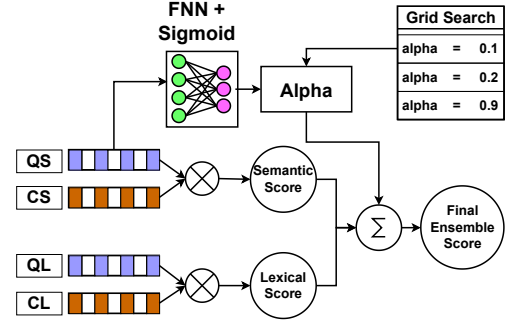 FNN +
Sigmoid
Grid Search
alpha = 0.1
alpha = 0.2
alpha = 0.9
Alpha
QS
CS
Semantic
Score
QL
CL
Lexical
Score
Σ
Final
Ensemble
Score